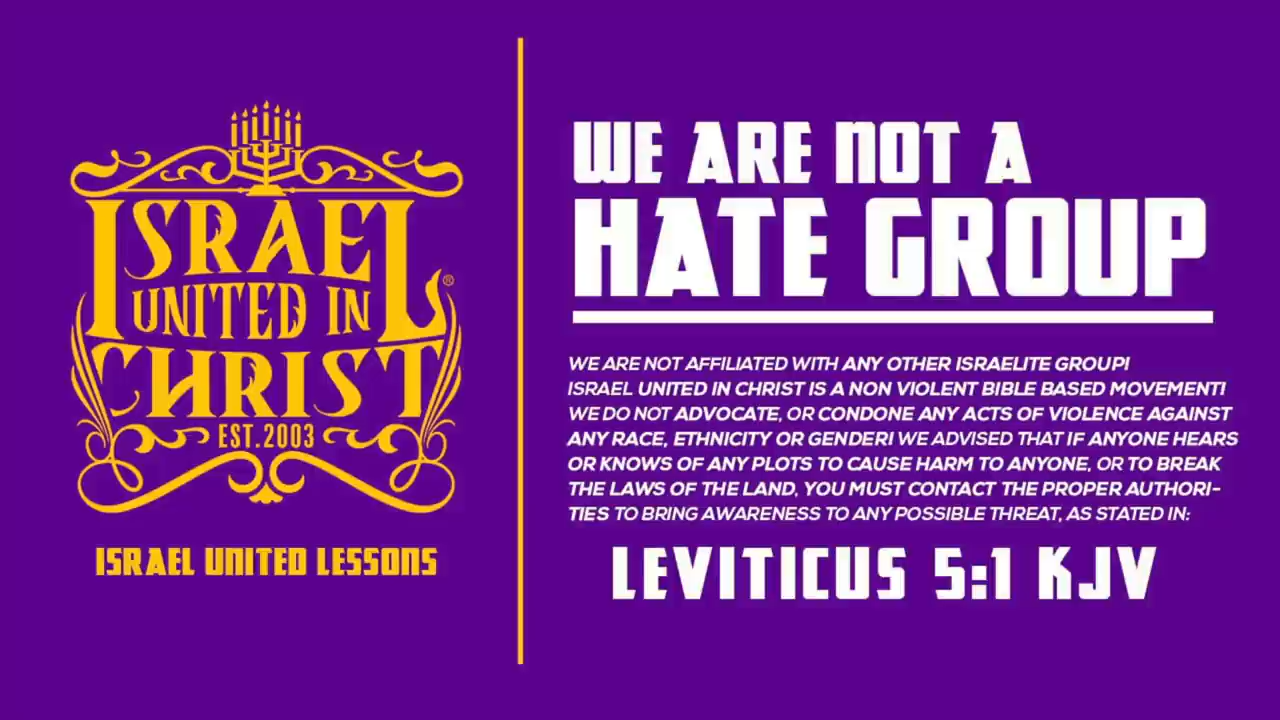 ISRAEL
UNITED IN
CHRIST
®
EST.2003
ISRAEL UNITED LESSONS
WE ARE NOT A
HATE GROUP
WE ARE NOT AFFILIATED WITH ANY OTHER ISRAELITE GROUP!
ISRAEL UNITED IN CHRIST IS A NON VIOLENT BIBLE BASED MOVEMENT!
WE DO NOT ADVOCATE, OR CONDONE ANY ACTS OF VIOLENCE AGAINST
ANY RACE, ETHNICITY OR GENDER! WE ADVISED THAT IF ANYONE HEARS
OR KNOWS OF ANY PLOTS TO CAUSE HARM TO ANYONE, OR TO BREAK
THE LAWS OF THE LAND, YOU MUST CONTACT THE PROPER AUTHORI-
TIES TO BRING AWARENESS TO ANY POSSIBLE THREAT, AS STATED IN:
LEVITICUS 5:1 KJV